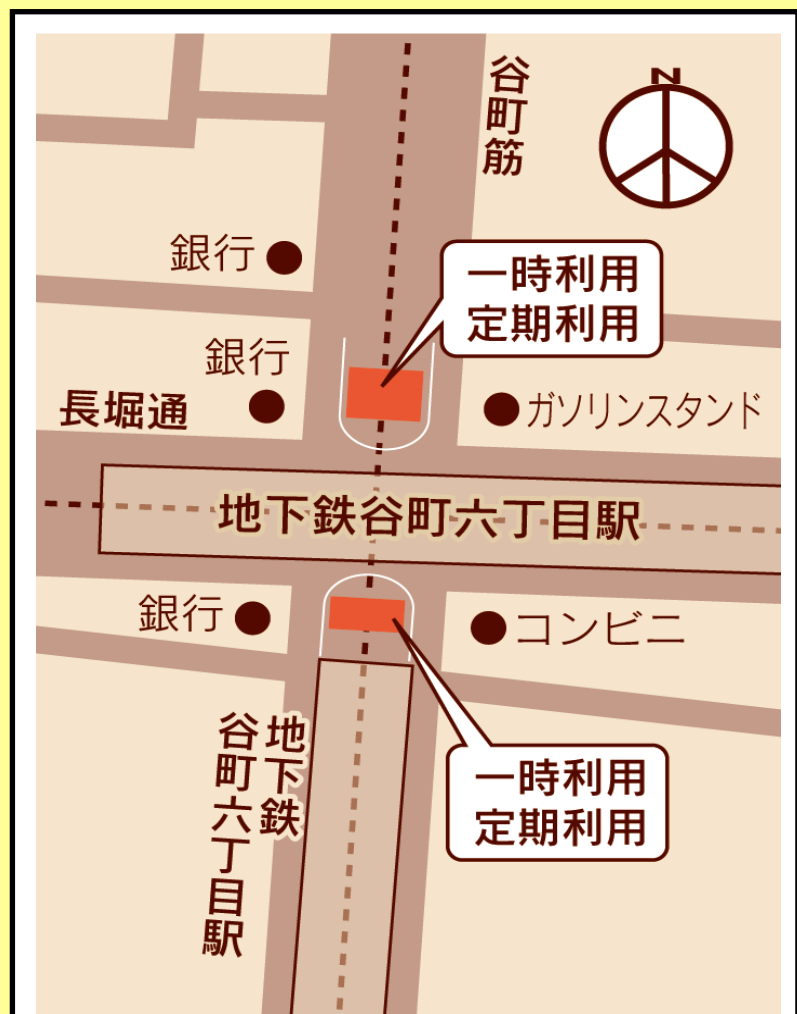 谷町筋
N
銀行
一時利用
定期利用
銀行
長堀通
ガソリンスタンド
地下鉄谷町六丁目駅
銀行
コンビニ
地下鉄
谷町六丁目駅
一時利用
定期利用